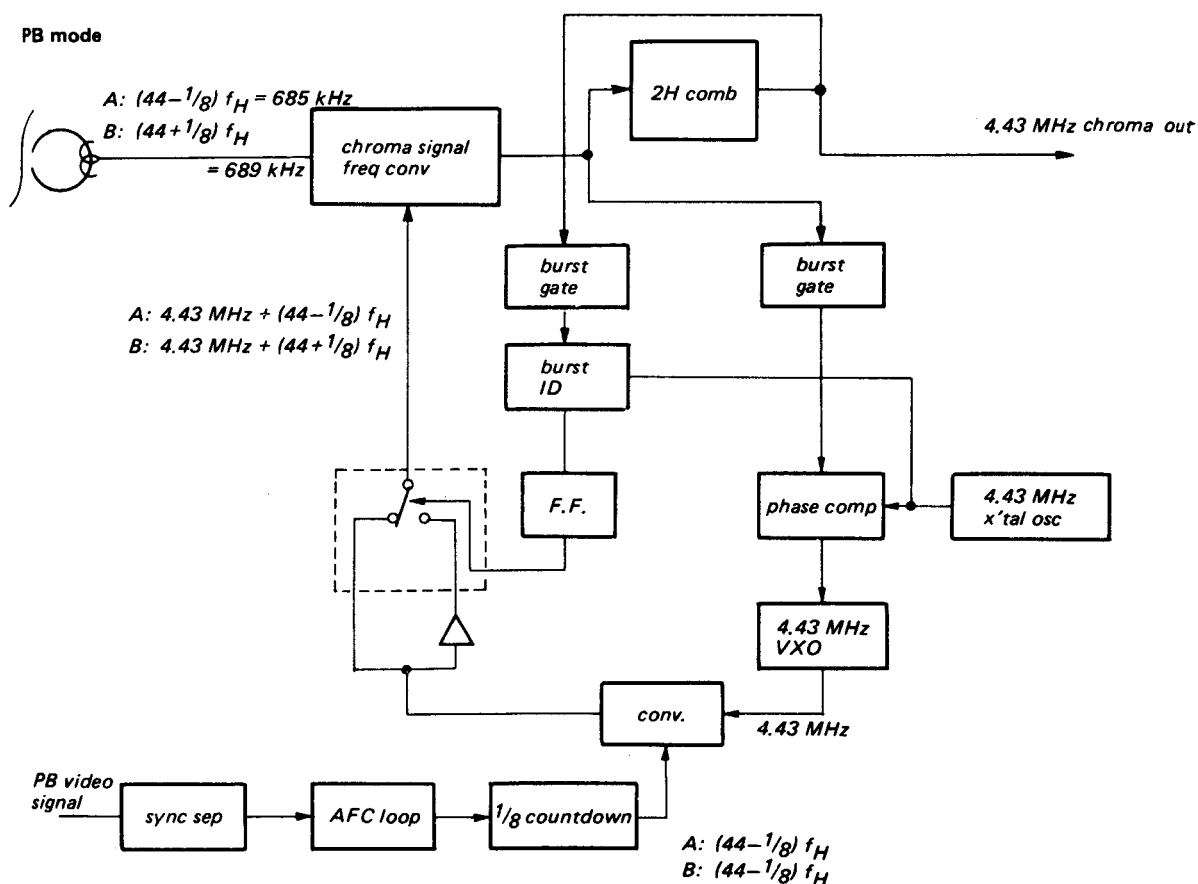 PB mode
A: (44–1/8) fH = 685 kHz
B: (44+1/8) fH
= 689 kHz
chroma signal
freq conv
2H comb
4.43 MHz chroma out
burst
gate
burst
gate
A: 4.43 MHz + (44–1/8) fH
B: 4.43 MHz + (44+1/8) fH
burst
ID
F.F.
phase comp
4.43 MHz
x'tal osc
4.43 MHz
VXO
conv.
4.43 MHz
PB video
signal
sync sep
AFC loop
1/8 countdown
A: (44–1/8) fH
B: (44–1/8) fH